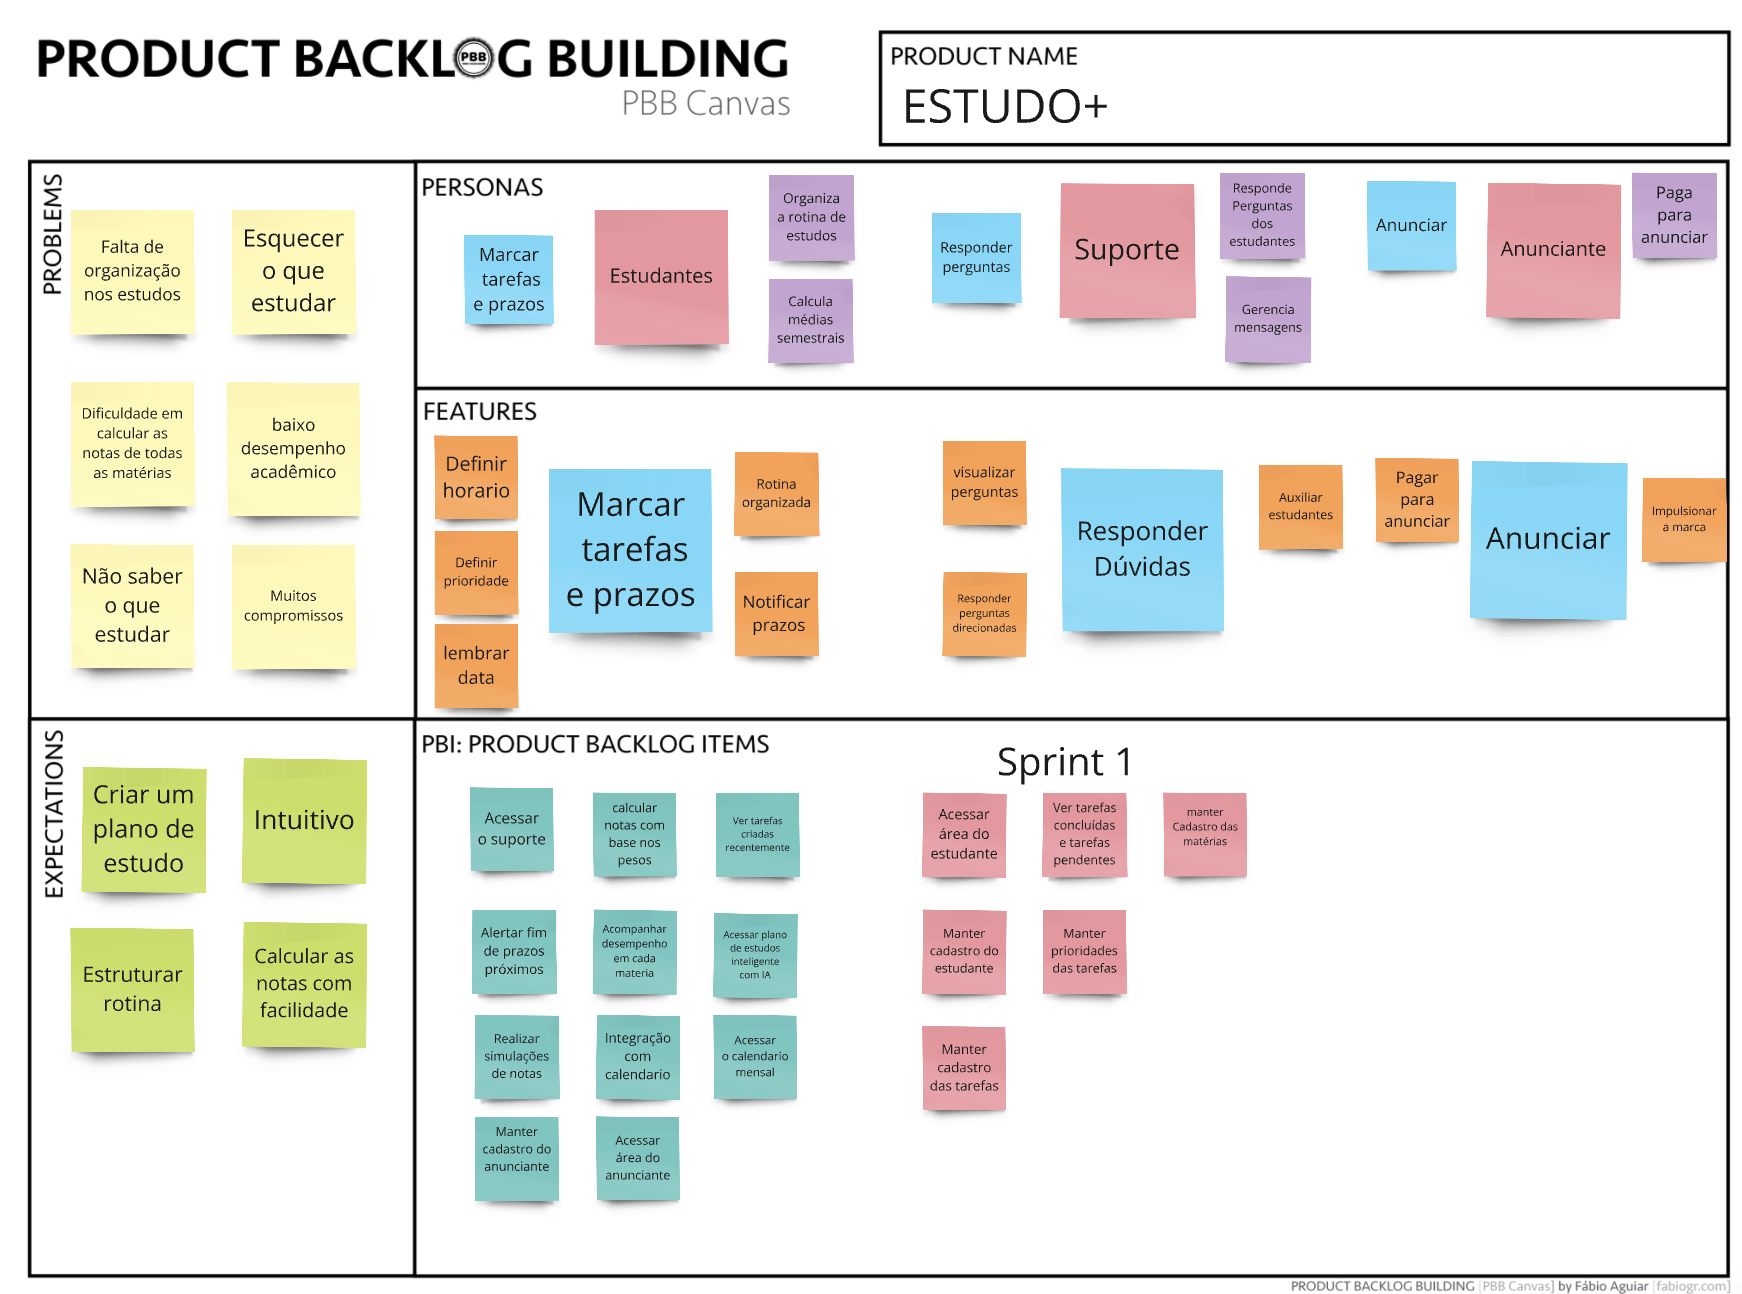 PRODUCT BACKLOG BUILDING
PBB
PBB Canvas
PRODUCT NAME
ESTUDO+
PROBLEMS
Falta de
organização
nos estudos
Esquecer
o que
estudar
Dificuldade em
calcular as
notas de todas
as matérias
baixo
desempenho
acadêmico
Não saber
o que
estudar
Muitos
compromissos
PERSONAS
Marcar
tarefas
e prazos
Estudantes
Organiza
a rotina de
estudos
Calcula
médias
semestrais
Responder
perguntas
Suporte
Responde
Perguntas
dos
estudantes
Gerencia
mensagens
Anunciar
Anunciante
Paga
para
anunciar
FEATURES
Definir
horario
Definir
prioridade
lembrar
data
Marcar
tarefas
e prazos
Rotina
organizada
Notificar
prazos
visualizar
perguntas
Responder
perguntas
direcionadas
Responder
Dúvidas
Auxiliar
estudantes
Pagar
para
anunciar
Anunciar
Impulsionar
a marca
EXPECTATIONS
Criar um
plano de
estudo
Intuitivo
Estruturar
rotina
Calcular as
notas com
facilidade
PBI: PRODUCT BACKLOG ITEMS
Acessar
o suporte
calcular
notas com
base nos
pesos
Ver tarefas
criadas
recentemente
Alertar fim
de prazos
próximos
Acompanhar
desempenho
em cada
materia
Acessar plano
de estudos
inteligente
com IA
Realizar
simulações
de notas
Integração
com
calendario
Acessar
o calendario
mensal
Manter
cadastro do
anunciante
Acessar
área do
anunciante
Sprint 1
Acessar
área do
estudante
Ver tarefas
concluídas
e tarefas
pendentes
manter
Cadastro das
matérias
Manter
cadastro do
estudante
Manter
prioridades
das tarefas
Manter
cadastro
das tarefas
PRODUCT BACKLOG BUILDING [PBB Canvas] by Fábio Aguiar [fabiogr.com]